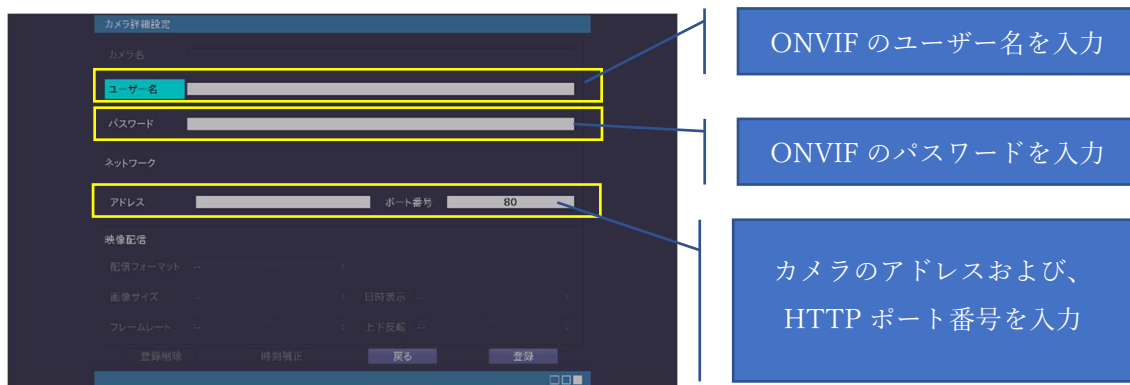 カメラ詳細設定
カメラ名
ユーザー名
パスワード
ネットワーク
アドレス ポート番号 80
映像配信
配信フォーマット --
画像サイズ -- 日時表示 --
フレームレート -- 上下反転 --
登録削除 時刻補正 戻る 登録
ONVIF のユーザー名を入力
ONVIF のパスワードを入力
カメラのアドレスおよび、
HTTP ポート番号を入力